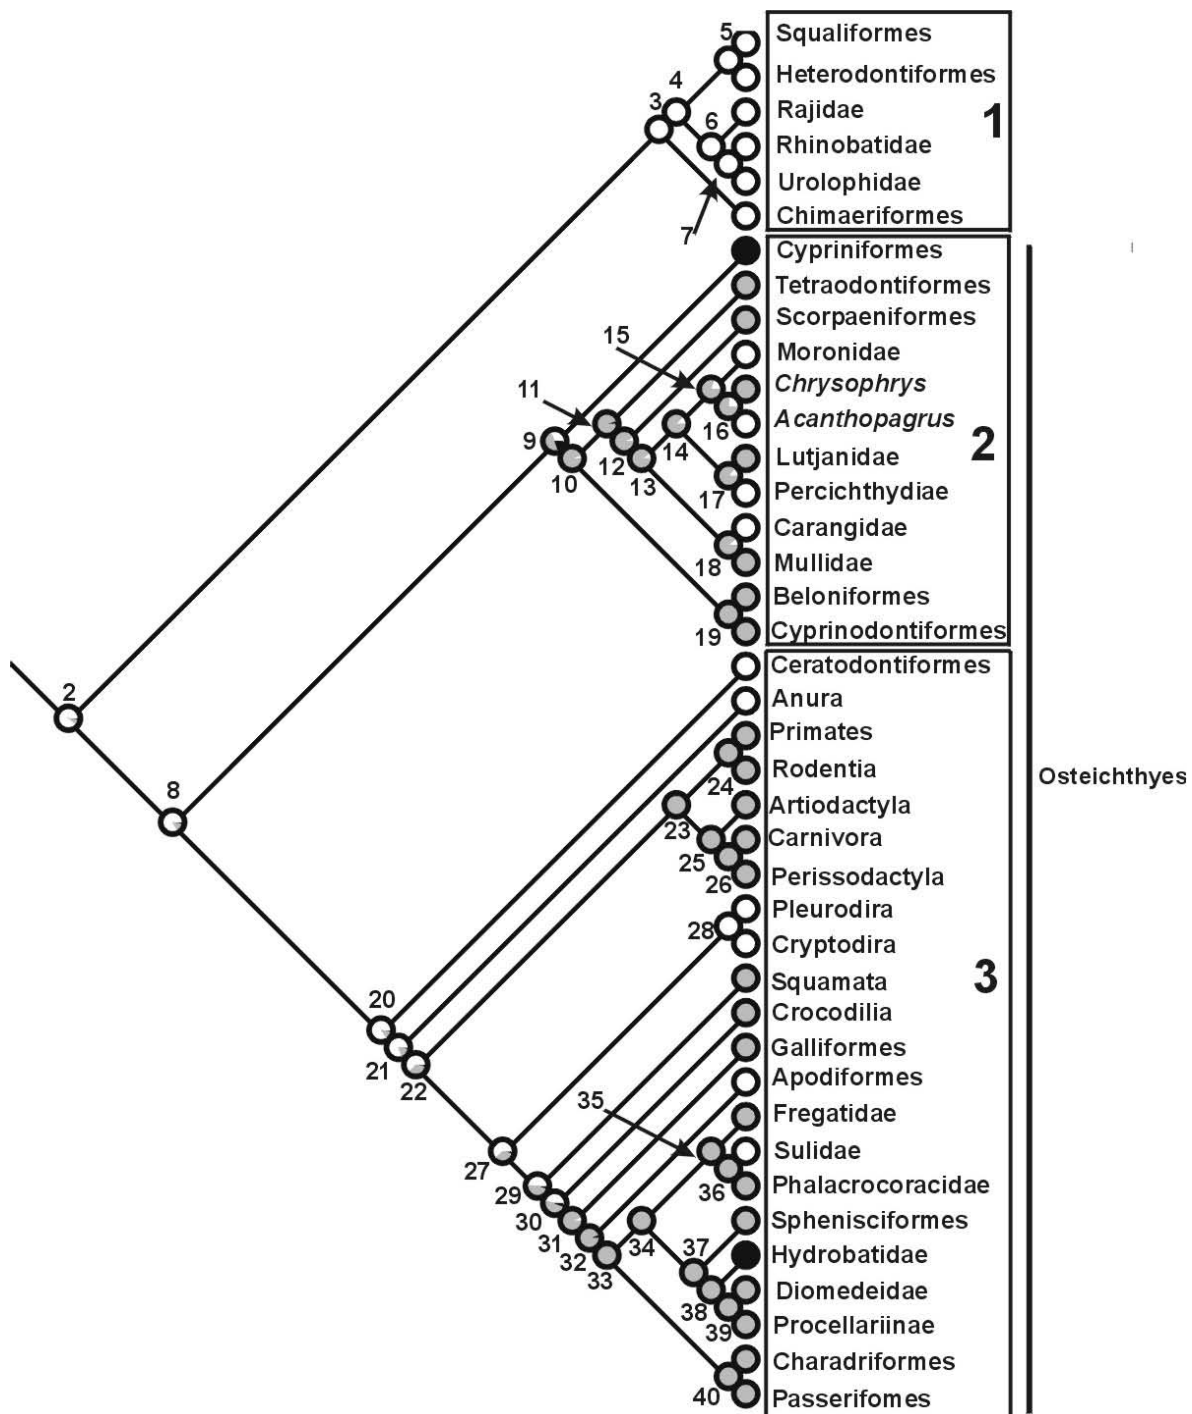 5
Squaliformes
Heterodontiformes
4
3
Rajidae
1
6
Rhinobatidae
Urolophidae
7
Chimaeriformes
Cypriniformes
Tetraodontiformes
Scorpaeniformes
15
Moronidae
Chrysophrys
11
Acanthopagrus
16
2
9
14
12
Lutjanidae
10
13
17
Percichthydiae
Carangidae
18
Mullidae
Beloniformes
19
Cyprinodontiformes
Ceratodontiformes
2
Anura
Primates
Rodentia
24
Osteichthyes
8
Artiodactyla
23
Carnivora
25
26
Perissodactyla
Pleurodira
28
Cryptodira
3
Squamata
20
Crocodilia
Galliformes
21
22
Apodiformes
35
Fregatidae
Sulidae
27
36
Phalacrocoracidae
29
30
Sphenisciformes
31
34
37
32
Hydrobatidae
33
Diomedeidae
38
39
Procellariinae
Charadriformes
40
Passerifomes